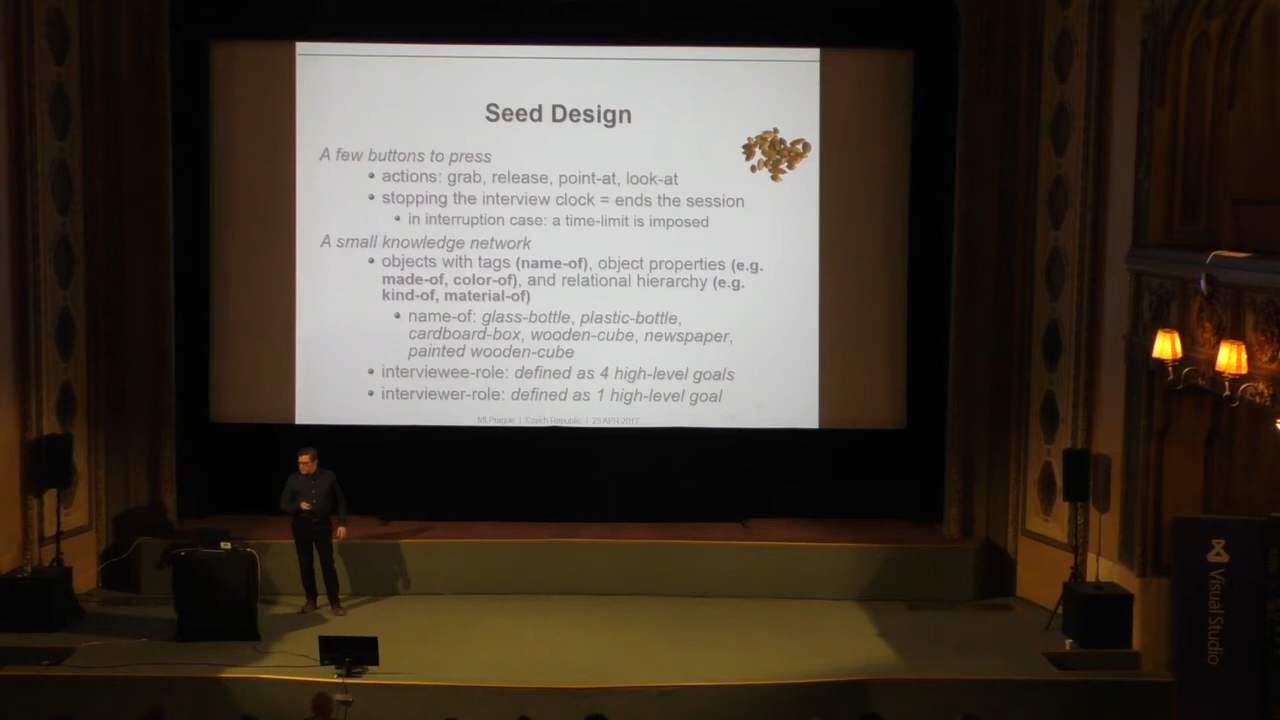 Seed Design
A few buttons to press
• actions: grab, release, point-at, look-at
• stopping the interview clock = ends the session
• in interruption case: a time-limit is imposed
A small knowledge network
• objects with tags (name-of), object properties (e.g.
made-of, color-of), and relational hierarchy (e.g.
kind-of, material-of)
• name-of: glass-bottle, plastic-bottle,
cardboard-box, wooden-cube, newspaper,
painted wooden-cube
• interviewee-role: defined as 4 high-level goals
• interviewer-role: defined as 1 high-level goal
MLPrague | Czech Republic | 23 APR 2017
Visual Studio